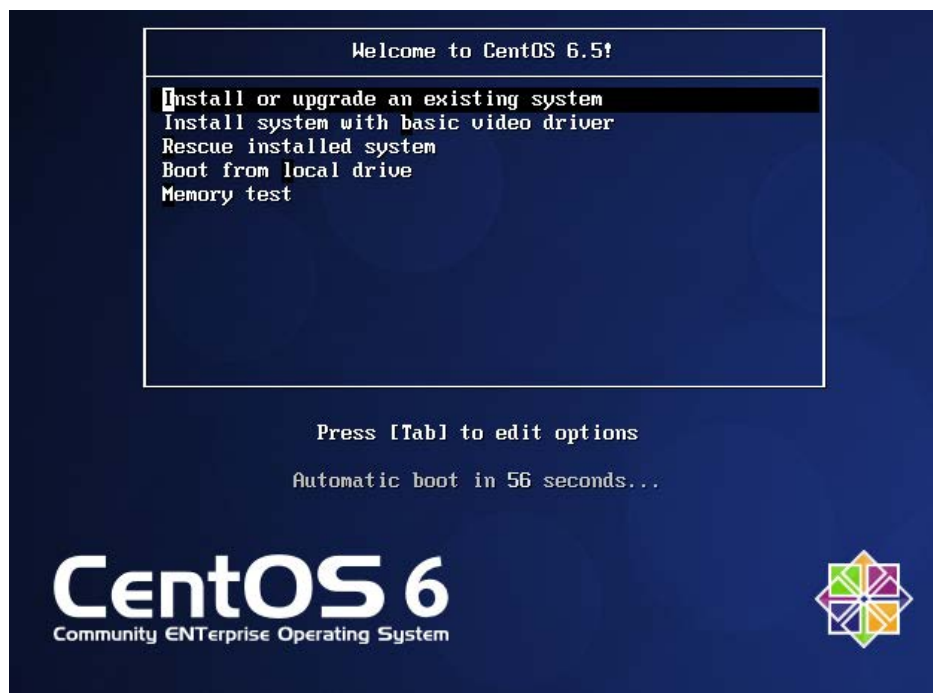 Welcome to CentOS 6.5!
Install or upgrade an existing system
Install system with basic video driver
Rescue installed system
Boot from local drive
Memory test
Press [Tab] to edit options
Automatic boot in 56 seconds...
CentOS 6
Community ENTerprise Operating System